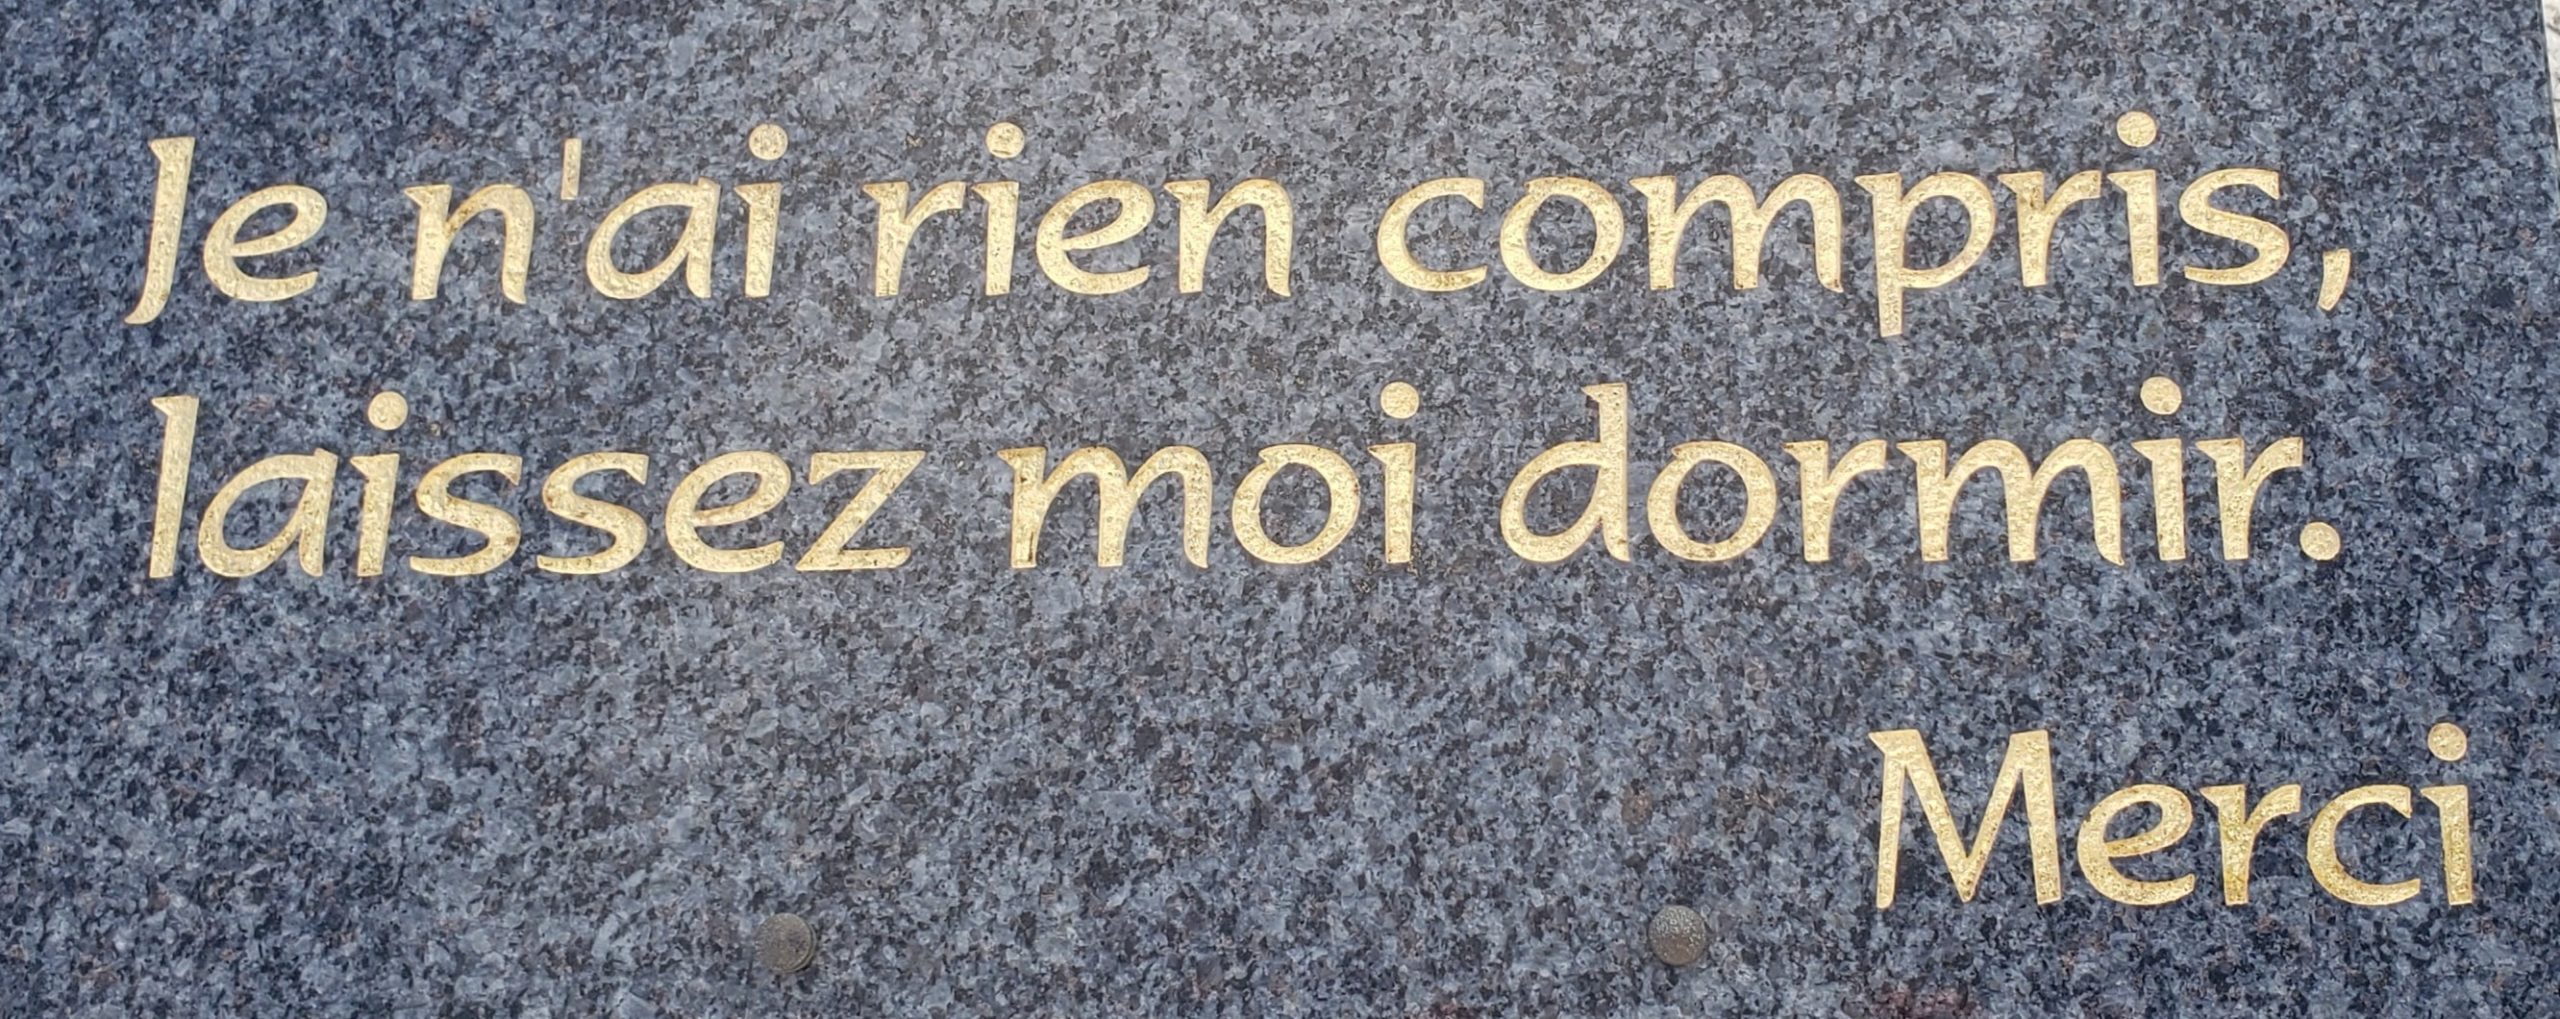 Je n'ai rien compris,
laissez moi dormir.
Merci